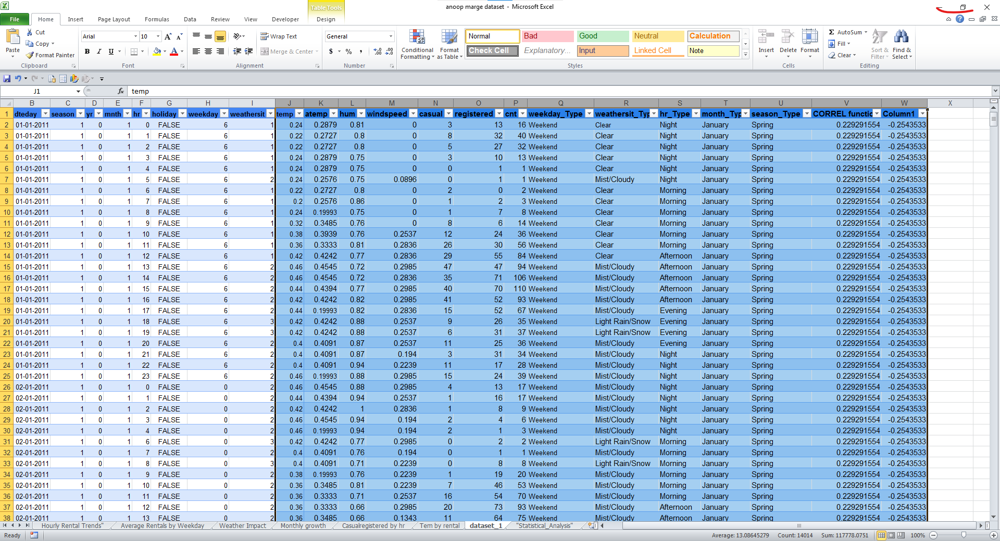 Table Tools
anoop marge dataset - Microsoft Excel
File Home Insert Page Layout Formulas Data Review View Developer Design
Paste Cut Copy Format Painter Clipboard
Arial 10 A A B I U A Font
Wrap Text Merge & Center Alignment
General $ % , Number
Conditional Formatting Format as Table
Normal Bad Good Neutral Calculation
Check Cell Explanatory... Input Linked Cell Note
Styles
Insert Delete Format Cells
Σ AutoSum Fill Clear Sort & Filter Find & Select Editing
J1 fx temp
B C D E F G H I J K L M N O P Q R S T U V W X
1 dteday season yr mnth hr holiday weekday weathersit temp atemp hum windspeed casual registered cnt weekday_Type weathersit_Typ hr_Type month_Typ season_Type CORREL functio Column1
2 01-01-2011 1 0 1 0 FALSE 6 1 0.24 0.2879 0.81 0 3 13 16 Weekend Clear Night January Spring 0.229291554 -0.2543533
3 01-01-2011 1 0 1 1 FALSE 6 1 0.22 0.2727 0.8 0 8 32 40 Weekend Clear Night January Spring 0.229291554 -0.2543533
4 01-01-2011 1 0 1 2 FALSE 6 1 0.22 0.2727 0.8 0 5 27 32 Weekend Clear Night January Spring 0.229291554 -0.2543533
5 01-01-2011 1 0 1 3 FALSE 6 1 0.24 0.2879 0.75 0 3 10 13 Weekend Clear Night January Spring 0.229291554 -0.2543533
6 01-01-2011 1 0 1 4 FALSE 6 1 0.24 0.2879 0.75 0 0 1 1 Weekend Clear Night January Spring 0.229291554 -0.2543533
7 01-01-2011 1 0 1 5 FALSE 6 2 0.24 0.2576 0.75 0.0896 0 1 1 Weekend Mist/Cloudy Night January Spring 0.229291554 -0.2543533
8 01-01-2011 1 0 1 6 FALSE 6 1 0.22 0.2727 0.8 0 2 0 2 Weekend Clear Morning January Spring 0.229291554 -0.2543533
9 01-01-2011 1 0 1 7 FALSE 6 1 0.2 0.2576 0.86 0 1 2 3 Weekend Clear Morning January Spring 0.229291554 -0.2543533
10 01-01-2011 1 0 1 8 FALSE 6 1 0.24 0.19993 0.75 0 1 7 8 Weekend Clear Morning January Spring 0.229291554 -0.2543533
11 01-01-2011 1 0 1 9 FALSE 6 1 0.32 0.3485 0.76 0 8 6 14 Weekend Clear Morning January Spring 0.229291554 -0.2543533
12 01-01-2011 1 0 1 10 FALSE 6 1 0.38 0.3939 0.76 0.2537 12 24 36 Weekend Clear Morning January Spring 0.229291554 -0.2543533
13 01-01-2011 1 0 1 11 FALSE 6 1 0.36 0.3333 0.81 0.2836 26 30 56 Weekend Clear Morning January Spring 0.229291554 -0.2543533
14 01-01-2011 1 0 1 12 FALSE 6 1 0.42 0.4242 0.77 0.2836 29 55 84 Weekend Clear Afternoon January Spring 0.229291554 -0.2543533
15 01-01-2011 1 0 1 13 FALSE 6 2 0.46 0.4545 0.72 0.2985 47 47 94 Weekend Mist/Cloudy Afternoon January Spring 0.229291554 -0.2543533
16 01-01-2011 1 0 1 14 FALSE 6 2 0.46 0.4545 0.72 0.2836 35 71 106 Weekend Mist/Cloudy Afternoon January Spring 0.229291554 -0.2543533
17 01-01-2011 1 0 1 15 FALSE 6 2 0.44 0.4394 0.77 0.2985 40 70 110 Weekend Mist/Cloudy Afternoon January Spring 0.229291554 -0.2543533
18 01-01-2011 1 0 1 16 FALSE 6 2 0.42 0.4242 0.82 0.2985 41 52 93 Weekend Mist/Cloudy Afternoon January Spring 0.229291554 -0.2543533
19 01-01-2011 1 0 1 17 FALSE 6 2 0.44 0.19993 0.82 0.2836 15 52 67 Weekend Mist/Cloudy Evening January Spring 0.229291554 -0.2543533
20 01-01-2011 1 0 1 18 FALSE 6 3 0.42 0.4242 0.88 0.2537 9 26 35 Weekend Light Rain/Snow Evening January Spring 0.229291554 -0.2543533
21 01-01-2011 1 0 1 19 FALSE 6 3 0.42 0.4242 0.88 0.2537 6 31 37 Weekend Light Rain/Snow Evening January Spring 0.229291554 -0.2543533
22 01-01-2011 1 0 1 20 FALSE 6 2 0.4 0.4091 0.87 0.2537 11 25 36 Weekend Mist/Cloudy Evening January Spring 0.229291554 -0.2543533
23 01-01-2011 1 0 1 21 FALSE 6 2 0.4 0.4091 0.87 0.194 3 31 34 Weekend Mist/Cloudy Night January Spring 0.229291554 -0.2543533
24 01-01-2011 1 0 1 22 FALSE 6 2 0.4 0.4091 0.94 0.2239 11 17 28 Weekend Mist/Cloudy Night January Spring 0.229291554 -0.2543533
25 01-01-2011 1 0 1 23 FALSE 6 2 0.46 0.19993 0.88 0.2985 15 24 39 Weekend Mist/Cloudy Night January Spring 0.229291554 -0.2543533
26 02-01-2011 1 0 1 0 FALSE 0 2 0.46 0.4545 0.88 0.2985 4 13 17 Weekend Mist/Cloudy Night January Spring 0.229291554 -0.2543533
27 02-01-2011 1 0 1 1 FALSE 0 2 0.44 0.4394 0.94 0.2537 1 16 17 Weekend Mist/Cloudy Night January Spring 0.229291554 -0.2543533
28 02-01-2011 1 0 1 2 FALSE 0 2 0.42 0.4242 1 0.2836 1 8 9 Weekend Mist/Cloudy Night January Spring 0.229291554 -0.2543533
29 02-01-2011 1 0 1 3 FALSE 0 2 0.46 0.4545 0.94 0.194 2 4 6 Weekend Mist/Cloudy Night January Spring 0.229291554 -0.2543533
30 02-01-2011 1 0 1 4 FALSE 0 2 0.46 0.19993 0.94 0.194 2 1 3 Weekend Mist/Cloudy Night January Spring 0.229291554 -0.2543533
31 02-01-2011 1 0 1 6 FALSE 0 3 0.42 0.4242 0.77 0.2985 0 2 2 Weekend Light Rain/Snow Morning January Spring 0.229291554 -0.2543533
32 02-01-2011 1 0 1 7 FALSE 0 2 0.4 0.4091 0.76 0.194 0 1 1 Weekend Mist/Cloudy Morning January Spring 0.229291554 -0.2543533
33 02-01-2011 1 0 1 8 FALSE 0 3 0.4 0.4091 0.71 0.2239 0 8 8 Weekend Light Rain/Snow Morning January Spring 0.229291554 -0.2543533
34 02-01-2011 1 0 1 9 FALSE 0 2 0.38 0.19993 0.76 0.2239 1 19 20 Weekend Mist/Cloudy Morning January Spring 0.229291554 -0.2543533
35 02-01-2011 1 0 1 10 FALSE 0 2 0.36 0.3485 0.81 0.2239 7 46 53 Weekend Mist/Cloudy Morning January Spring 0.229291554 -0.2543533
36 02-01-2011 1 0 1 11 FALSE 0 2 0.36 0.3333 0.71 0.2537 16 54 70 Weekend Mist/Cloudy Morning January Spring 0.229291554 -0.2543533
37 02-01-2011 1 0 1 12 FALSE 0 2 0.36 0.3333 0.66 0.2985 20 73 93 Weekend Mist/Cloudy Afternoon January Spring 0.229291554 -0.2543533
38 02-01-2011 1 0 1 13 FALSE 0 2 0.36 0.3485 0.66 0.1343 11 64 75 Weekend Mist/Cloudy Afternoon January Spring 0.229291554 -0.2543533
Hourly Rental Trends" Average Rentals by Weekday Weather Impact Monthly growth Casualregistered by hr Tem by rental dataset_1 "Statistical_Analysis"
Ready Average: 13.08645279 Count: 14014 Sum: 117778.0751 100%